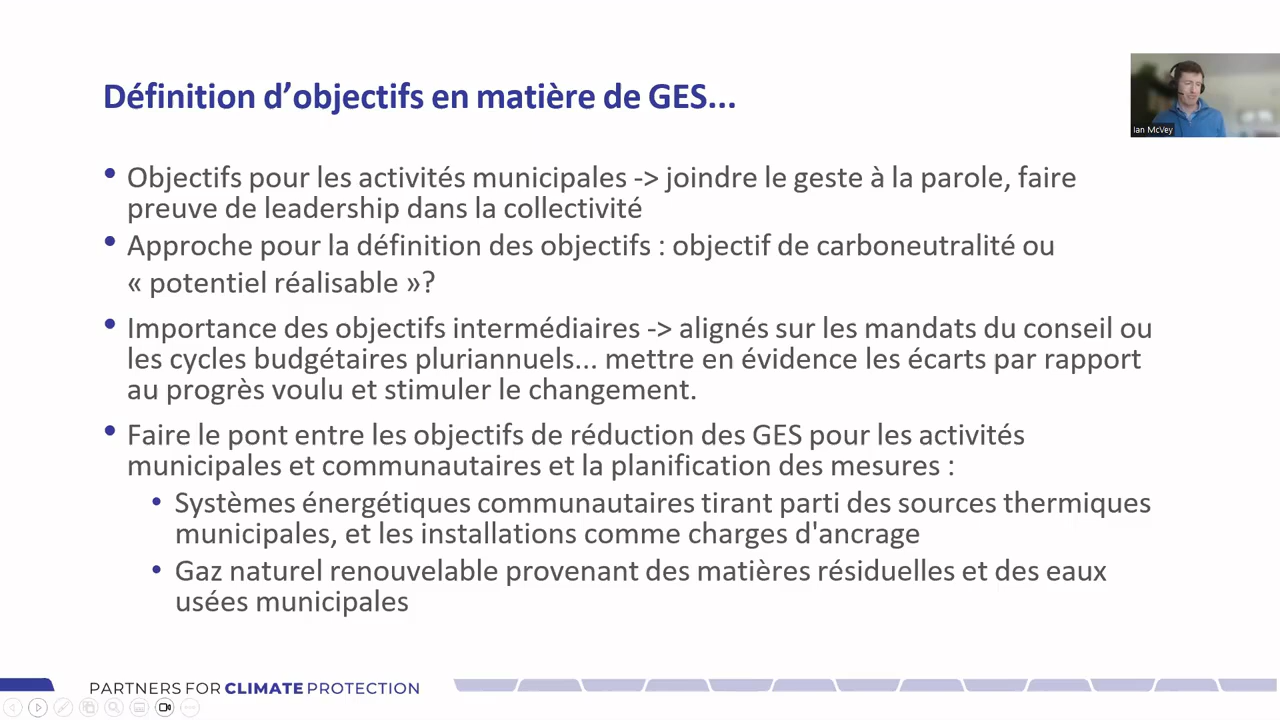 Définition d’objectifs en matière de GES...
Ian McVey
• Objectifs pour les activités municipales -> joindre le geste à la parole, faire
preuve de leadership dans la collectivité
• Approche pour la définition des objectifs : objectif de carboneutralité ou
« potentiel réalisable »?
• Importance des objectifs intermédiaires -> alignés sur les mandats du conseil ou
les cycles budgétaires pluriannuels... mettre en évidence les écarts par rapport
au progrès voulu et stimuler le changement.
• Faire le pont entre les objectifs de réduction des GES pour les activités
municipales et communautaires et la planification des mesures :
• Systèmes énergétiques communautaires tirant parti des sources thermiques
municipales, et les installations comme charges d'ancrage
• Gaz naturel renouvelable provenant des matières résiduelles et des eaux
usées municipales
PARTNERS FOR CLIMATE PROTECTION